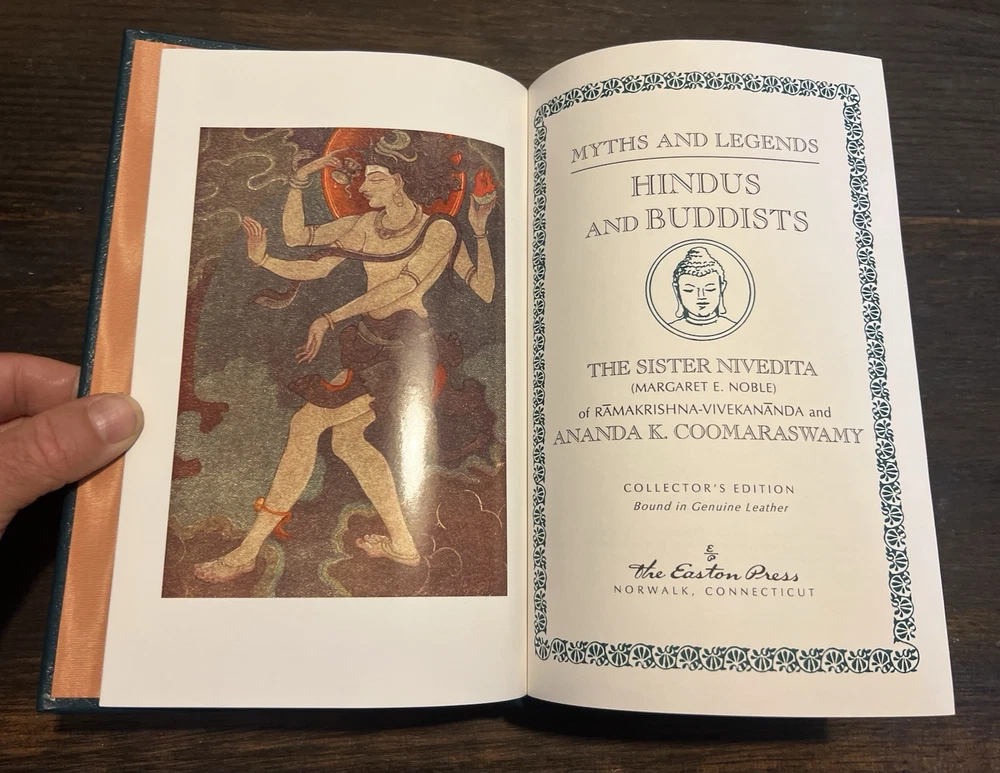 MYTHS AND LEGENDS
HINDUS
AND BUDDISTS
THE SISTER NIVEDITA
(MARGARET E. NOBLE)
of RĀMAKRISHNA-VIVEKANĀNDA and
ANANDA K. COOMARASWAMY
COLLECTOR'S EDITION
Bound in Genuine Leather
E
P
The Easton Press
NORWALK, CONNECTICUT